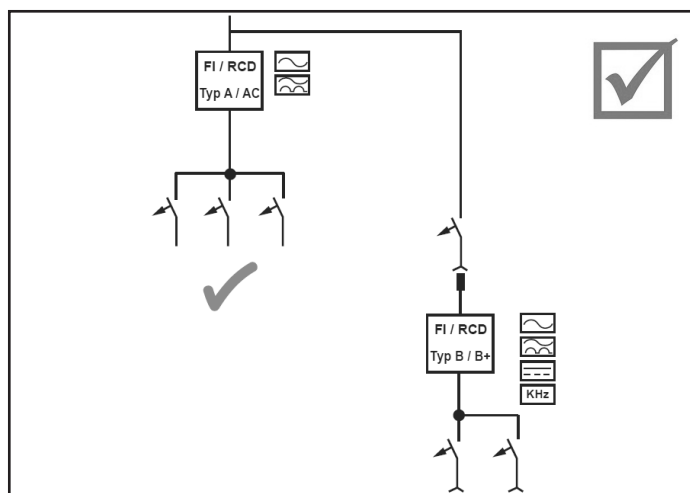 FI / RCD
Typ A / AC
FI / RCD
Typ B / B+
KHz